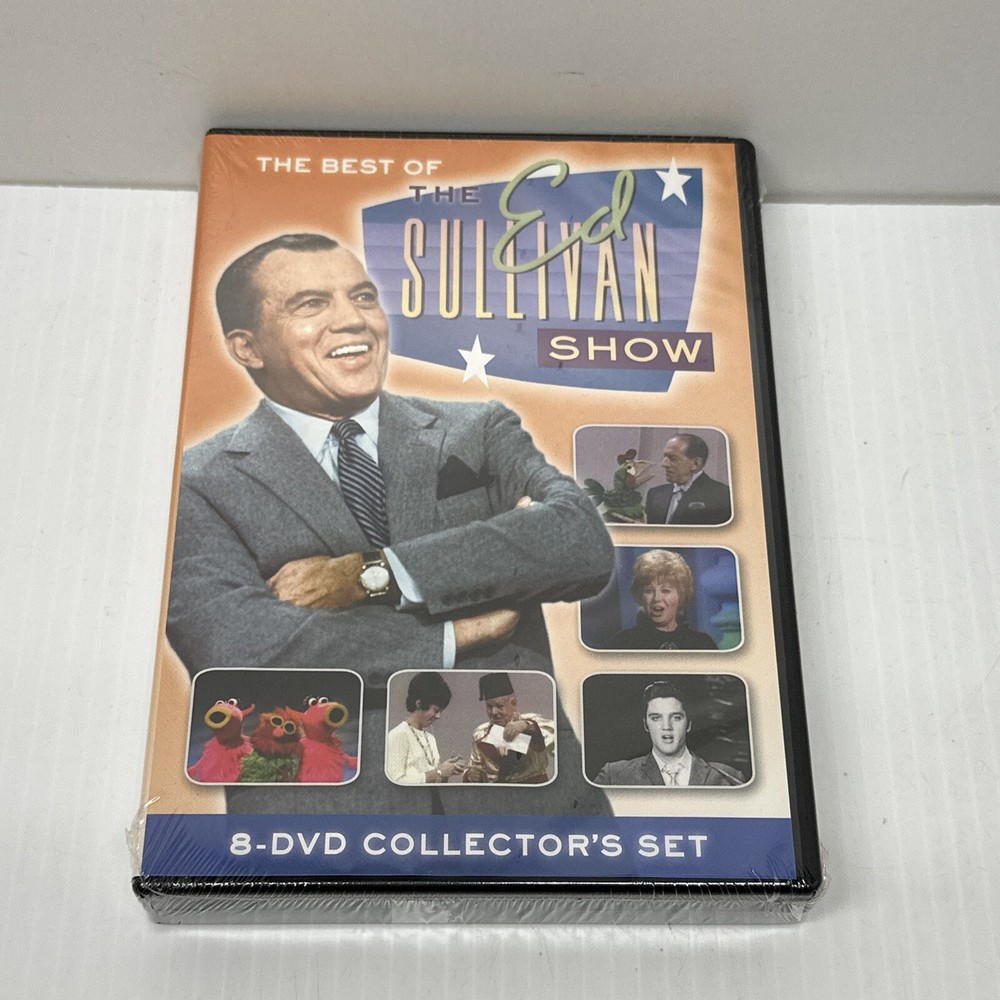 THE BEST OF
THE Ed
SULLIVAN
SHOW
8-DVD COLLECTOR'S SET